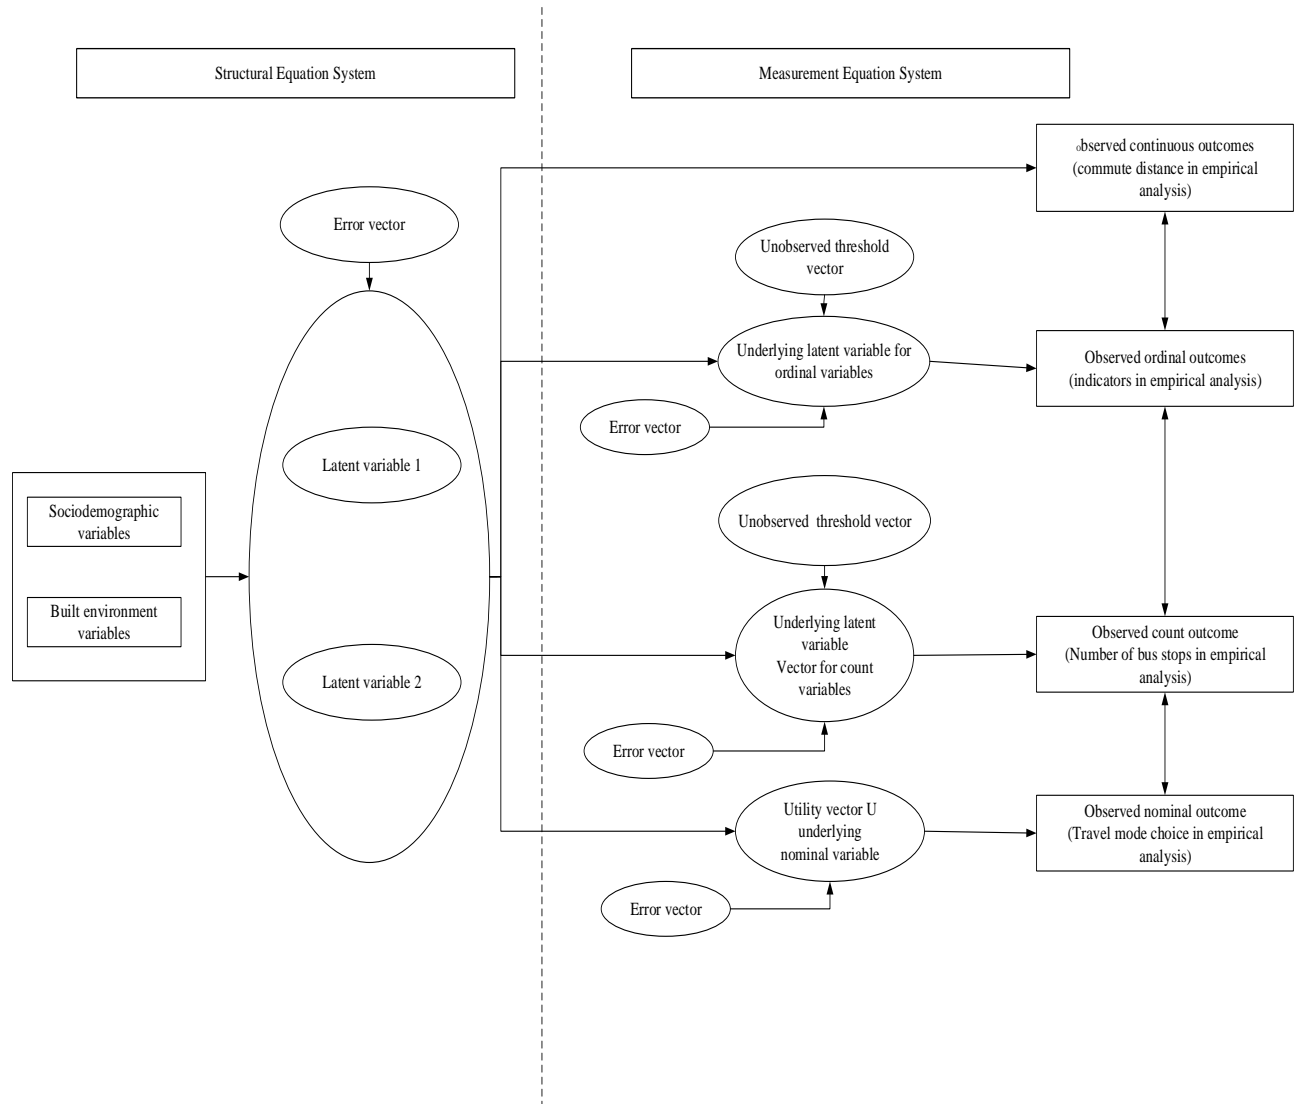 Structural Equation System
Measurement Equation System
observed continuous outcomes
(commute distance in empirical
analysis)
Error vector
Unobserved threshold
vector
Underlying latent variable for
ordinal variables
Observed ordinal outcomes
(indicators in empirical analysis)
Error vector
Latent variable 1
Sociodemographic
variables
Unobserved  threshold vector
Built environment
variables
Underlying latent
variable
Vector for count
variables
Observed count outcome
(Number of bus stops in empirical
analysis)
Latent variable 2
Error vector
Utility vector U
underlying
nominal variable
Observed nominal outcome
(Travel mode choice in empirical
analysis)
Error vector